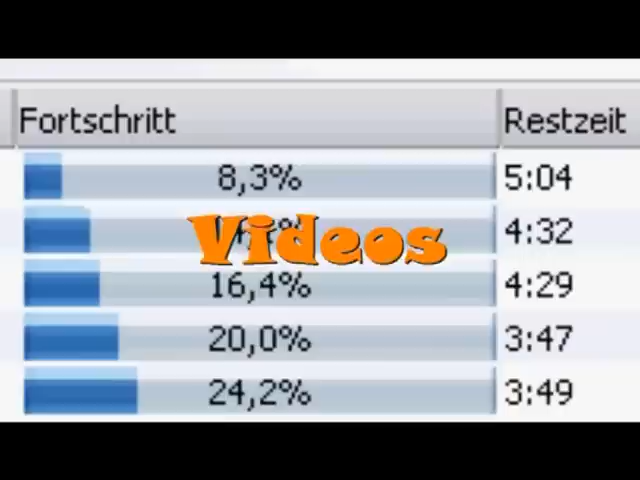 Fortschritt Restzeit
8,3% 5:04
Videos 4:32
16,4% 4:29
20,0% 3:47
24,2% 3:49